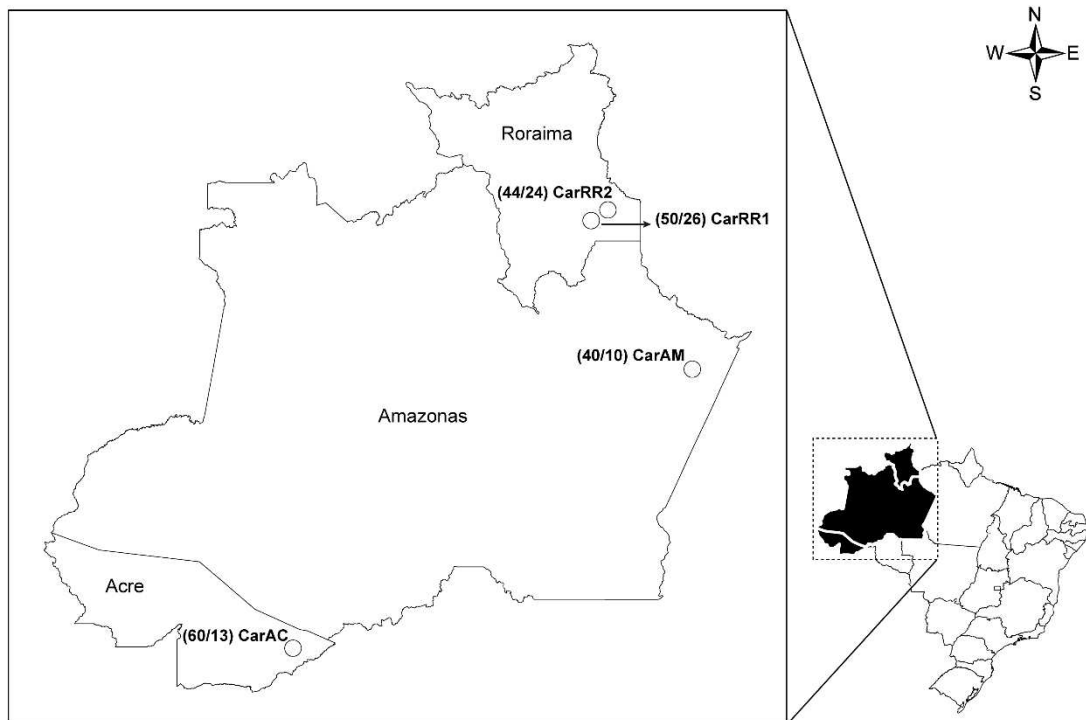 N
W E
S
Roraima
(44/24) CarRR2
(50/26) CarRR1
(40/10) CarAM
Amazonas
Acre
(60/13) CarAC